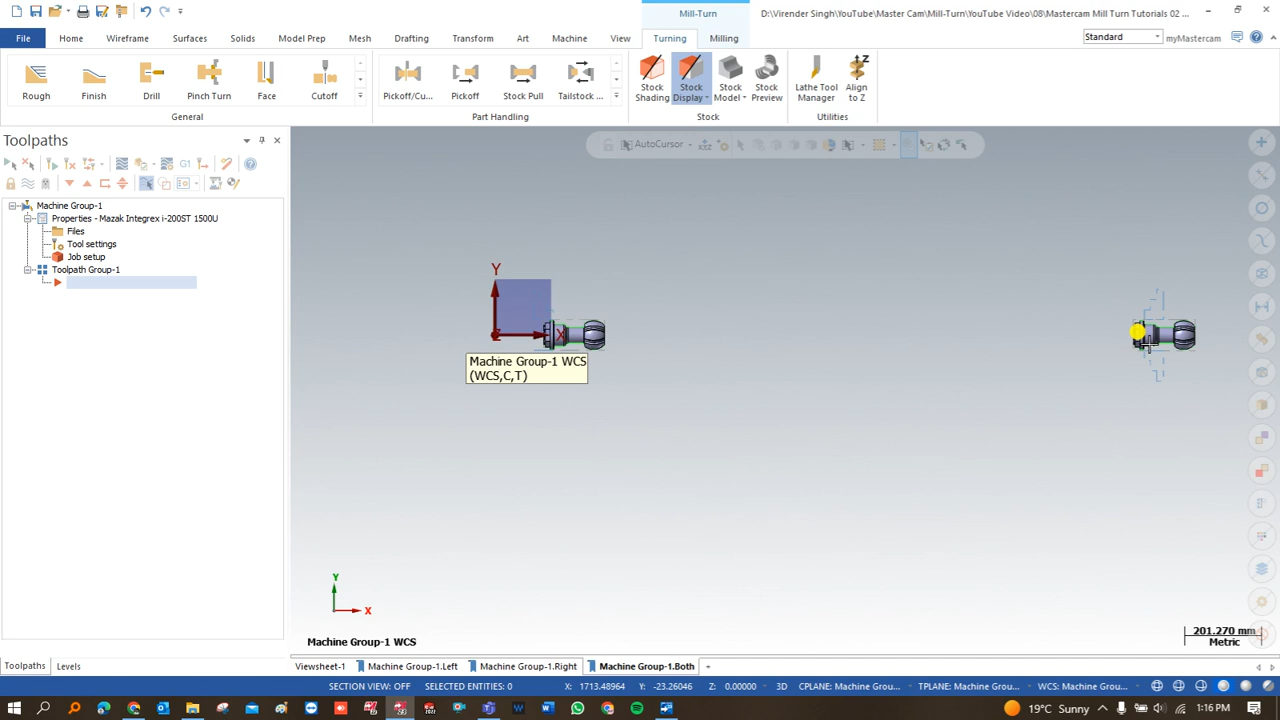 Mill-Turn
D:\Virender Singh\YouTube\Master Cam\Mill-Turn\YouTube Video\08\Mastercam Mill Turn Tutorials 02 ...
File Home Wireframe Surfaces Solids Model Prep Mesh Drafting Transform Art Machine View Turning Milling
Standard
myMastercam
Rough Finish Drill Pinch Turn Face Cutoff
Pickoff/Cu... Pickoff Stock Pull Tailstock ...
Stock Shading
Stock Display
Stock Model
Stock Preview
Lathe Tool Manager
Align to Z
General Part Handling Stock Utilities
Toolpaths
AutoCursor
G1
Machine Group-1
Properties - Mazak Integrex i-200ST 1500U
Files
Tool settings
Job setup
Toolpath Group-1
Y
X
Machine Group-1 WCS
(WCS,C,T)
Y
X
Machine Group-1 WCS
201.270 mm
Metric
Toolpaths Levels
Viewsheet-1 Machine Group-1.Left Machine Group-1.Right Machine Group-1.Both +
SECTION VIEW: OFF SELECTED ENTITIES: 0 X: 1713.48964 Y: -23.26046 Z: 0.00000 3D CPLANE: Machine Grou... TPLANE: Machine Grou... WCS: Machine Grou...
19°C Sunny 1:16 PM